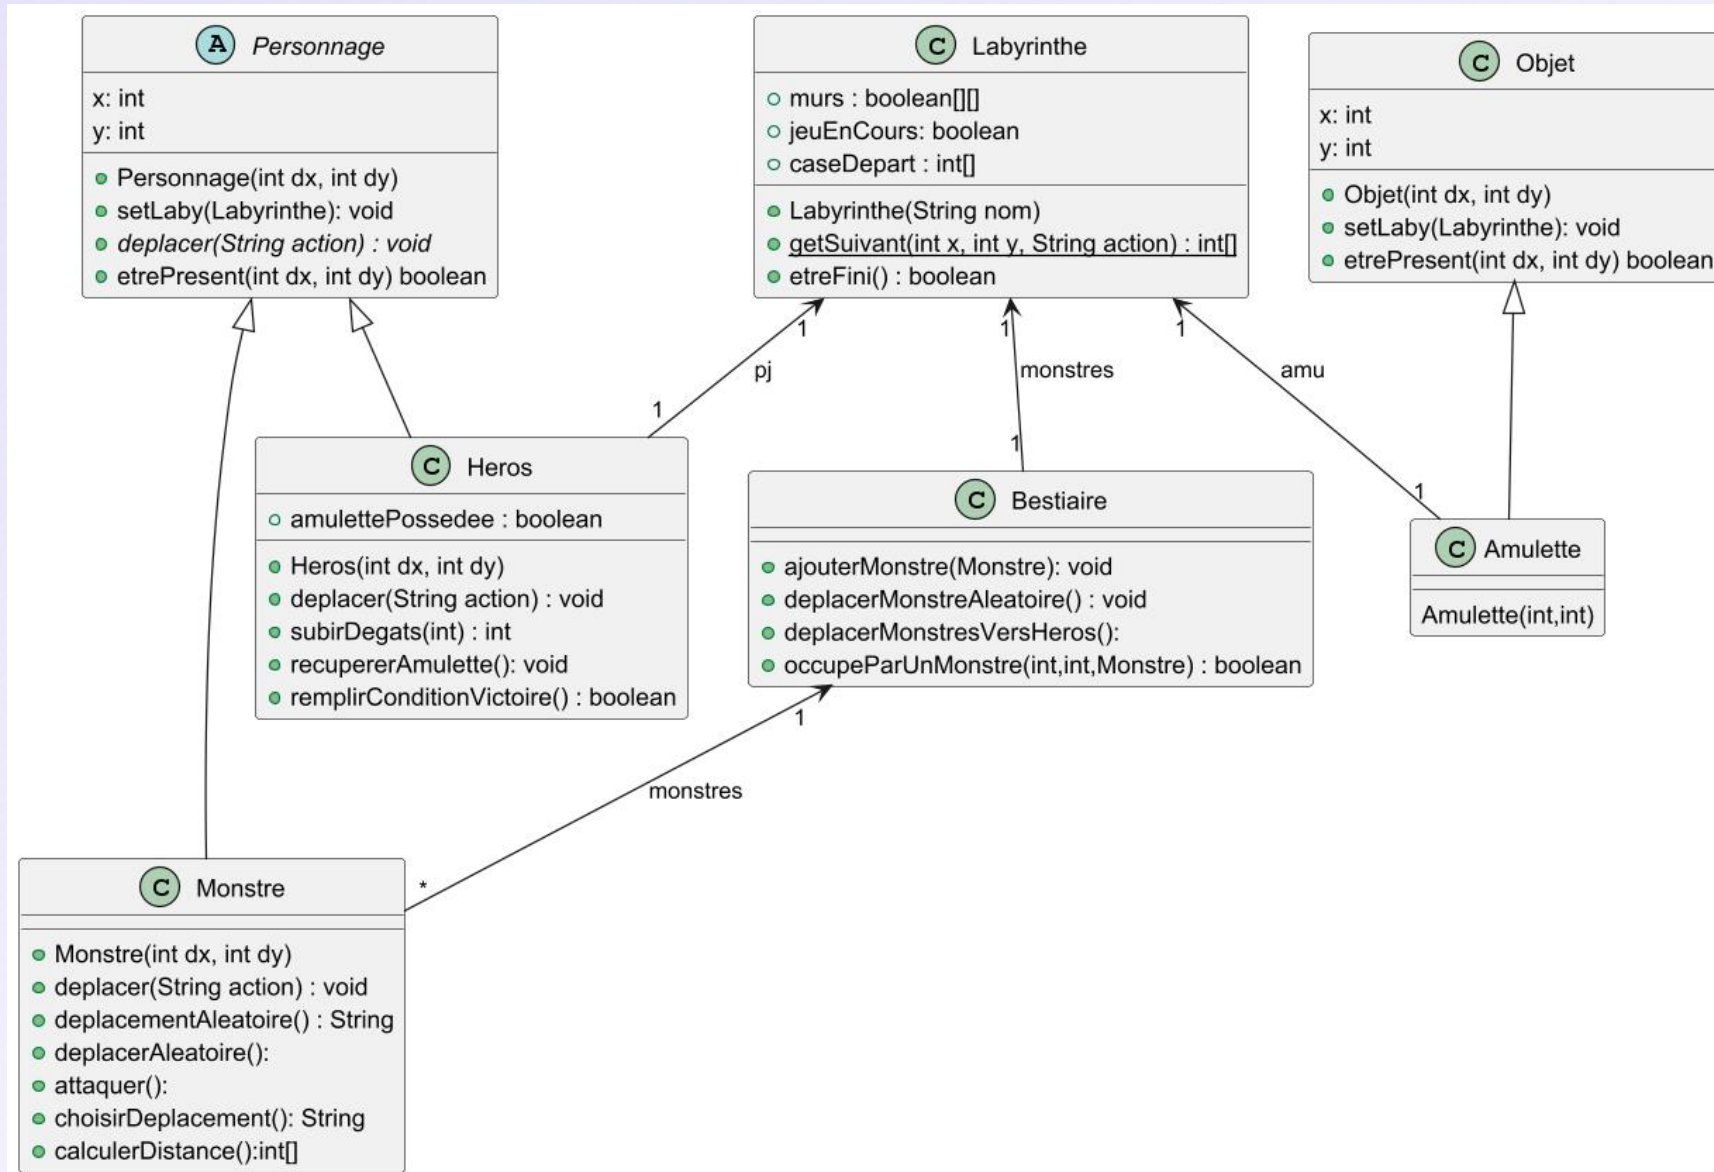 A Personnage
x: int
y: int
Personnage(int dx, int dy)
setLaby(Labyrinthe): void
deplacer(String action) : void
etrePresent(int dx, int dy) boolean
C Labyrinthe
murs : boolean[][]
jeuEnCours: boolean
caseDepart : int[]
Labyrinthe(String nom)
getSuivant(int x, int y, String action) : int[]
etreFini() : boolean
C Objet
x: int
y: int
Objet(int dx, int dy)
setLaby(Labyrinthe): void
etrePresent(int dx, int dy) boolean
1
1
1
pj
monstres
amu
1
1
1
C Heros
amulettePossedee : boolean
Heros(int dx, int dy)
deplacer(String action) : void
subirDegats(int) : int
recupererAmulette(): void
remplirConditionVictoire() : boolean
C Bestiaire
ajouterMonstre(Monstre): void
deplacerMonstreAleatoire() : void
deplacerMonstresVersHeros():
occupeParUnMonstre(int,int,Monstre) : boolean
C Amulette
Amulette(int,int)
1
monstres
*
C Monstre
Monstre(int dx, int dy)
deplacer(String action) : void
deplacementAleatoire() : String
deplacerAleatoire():
attaquer():
choisirDeplacement(): String
calculerDistance():int[]